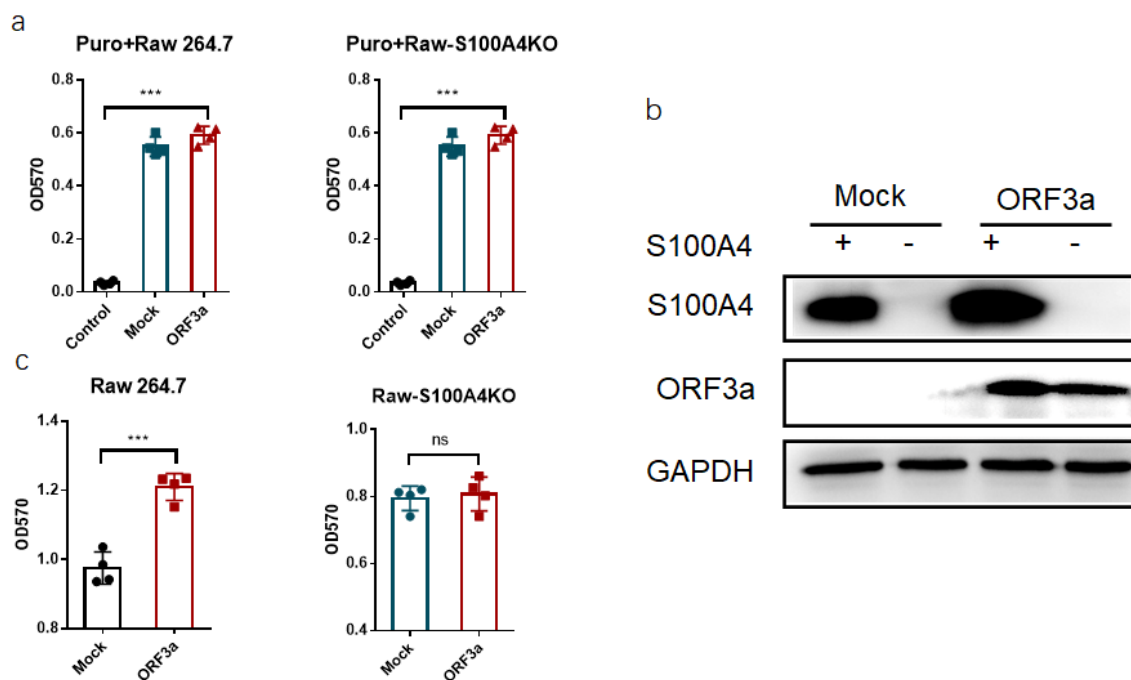 a
Puro+Raw 264.7
OD570
0.8
0.6
0.4
0.2
0.0
***
Control
Mock
ORF3a
Puro+Raw-S100A4KO
OD570
0.8
0.6
0.4
0.2
0.0
***
Control
Mock
ORF3a
b
Mock ORF3a
S100A4 + - + -
S100A4
ORF3a
GAPDH
c
Raw 264.7
OD570
1.4
1.2
1.0
0.8
***
Mock
ORF3a
Raw-S100A4KO
OD570
1.0
0.8
0.6
0.4
ns
Mock
ORF3a